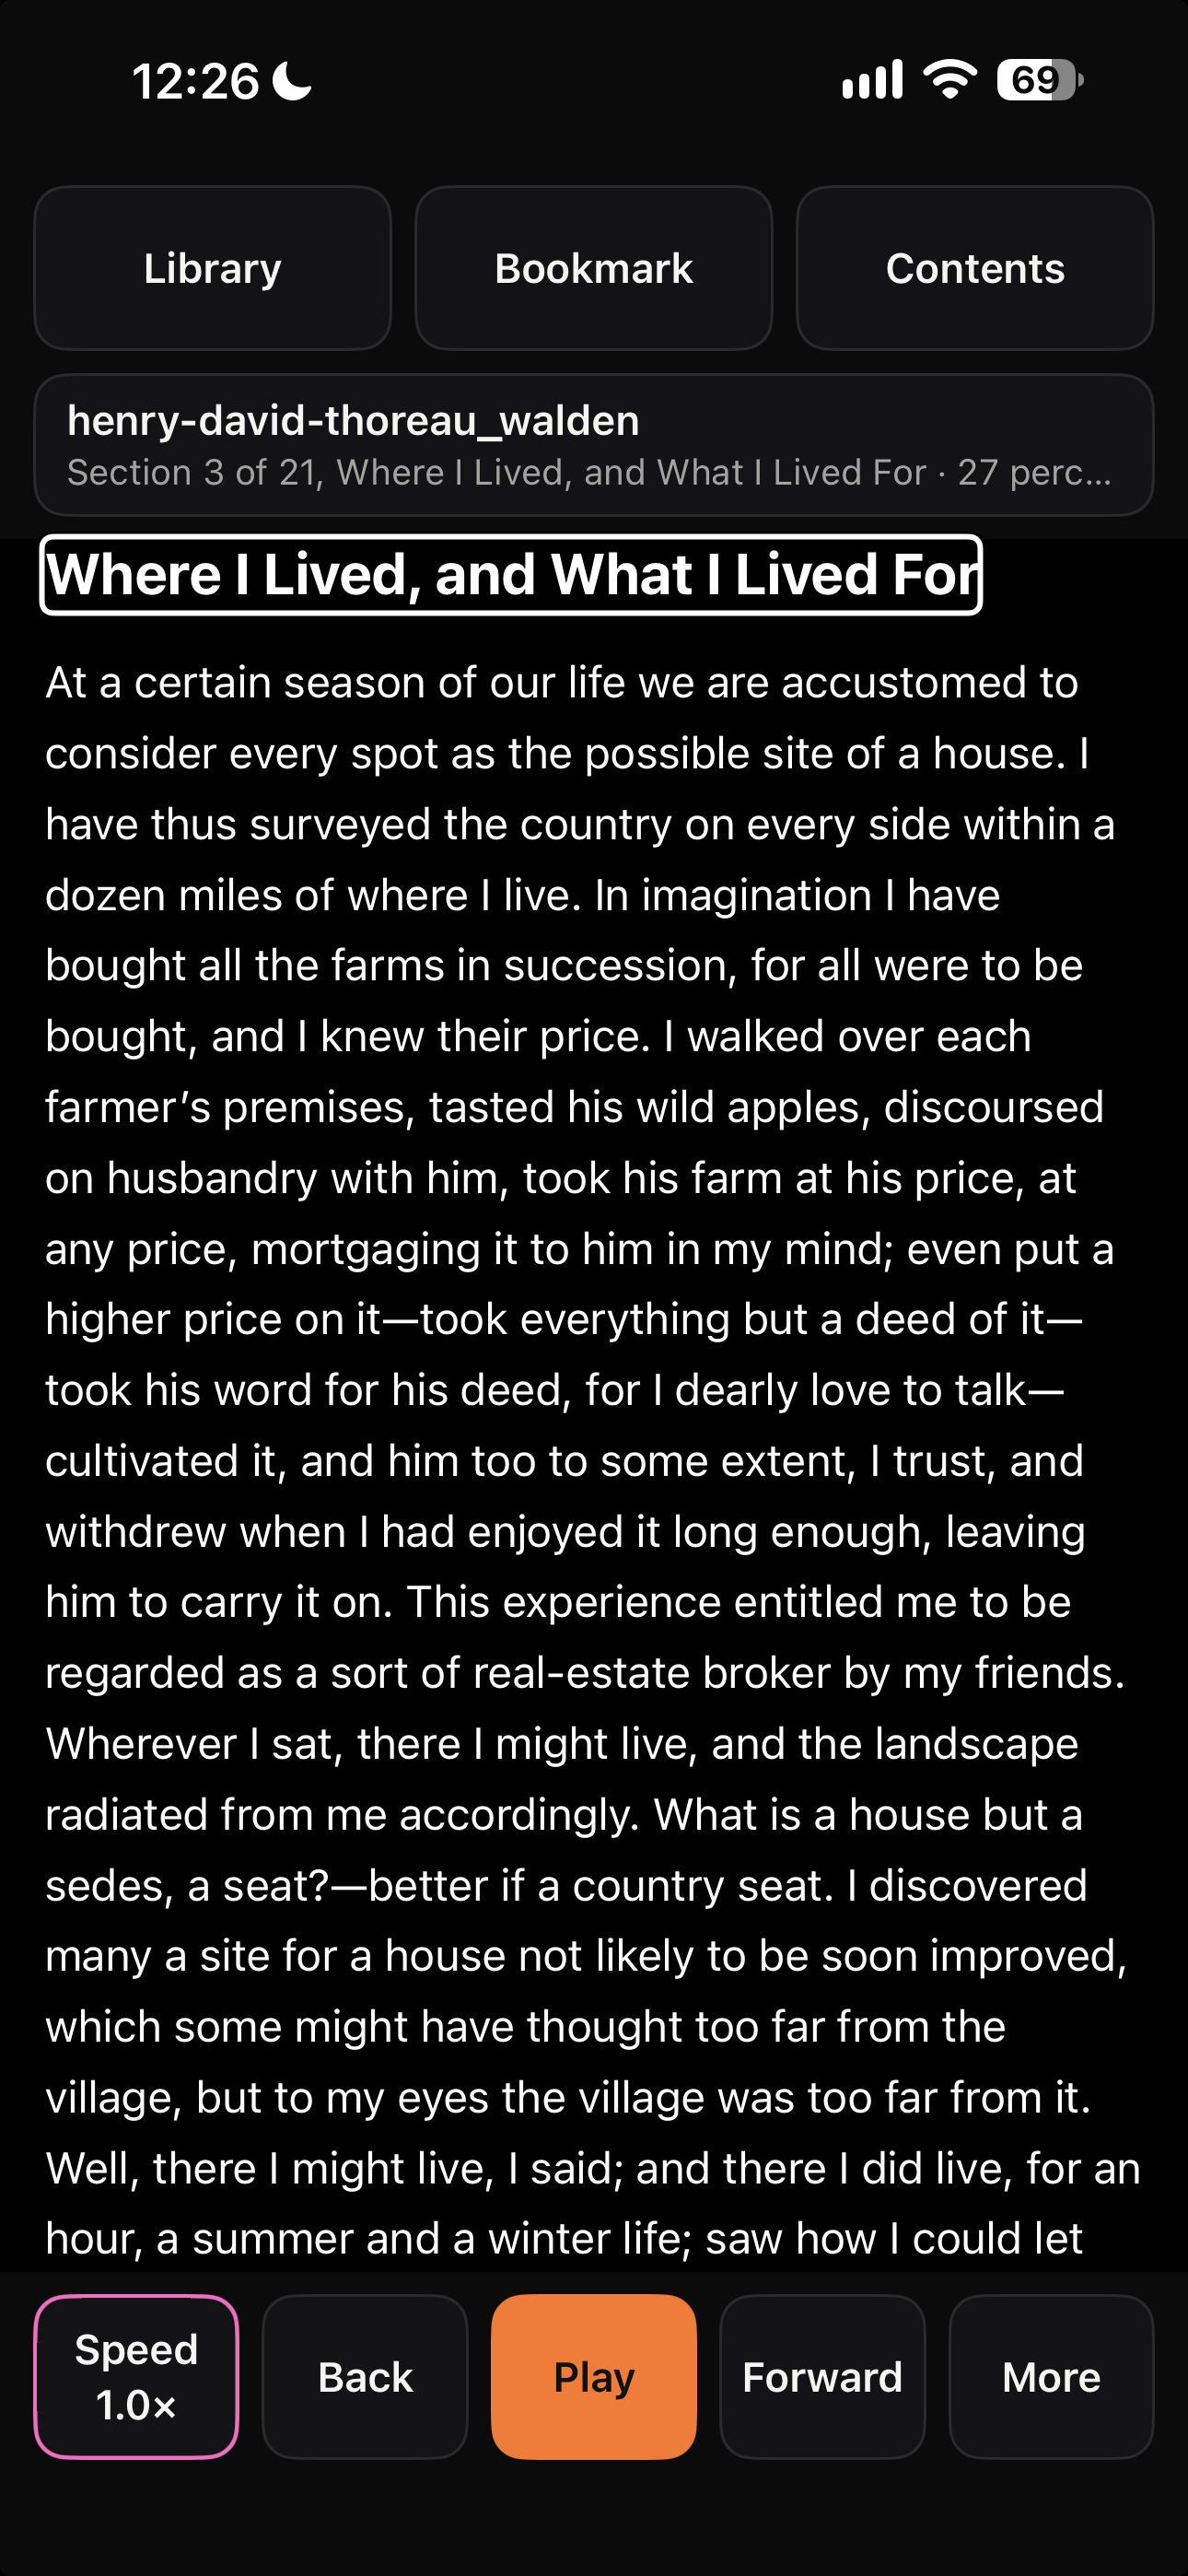 12:26
69
Library
Bookmark
Contents
henry-david-thoreau_walden
Section 3 of 21, Where I Lived, and What I Lived For · 27 perc...
Where I Lived, and What I Lived For
At a certain season of our life we are accustomed to
consider every spot as the possible site of a house. I
have thus surveyed the country on every side within a
dozen miles of where I live. In imagination I have
bought all the farms in succession, for all were to be
bought, and I knew their price. I walked over each
farmer’s premises, tasted his wild apples, discoursed
on husbandry with him, took his farm at his price, at
any price, mortgaging it to him in my mind; even put a
higher price on it—took everything but a deed of it—
took his word for his deed, for I dearly love to talk—
cultivated it, and him too to some extent, I trust, and
withdrew when I had enjoyed it long enough, leaving
him to carry it on. This experience entitled me to be
regarded as a sort of real-estate broker by my friends.
Wherever I sat, there I might live, and the landscape
radiated from me accordingly. What is a house but a
sedes, a seat?—better if a country seat. I discovered
many a site for a house not likely to be soon improved,
which some might have thought too far from the
village, but to my eyes the village was too far from it.
Well, there I might live, I said; and there I did live, for an
hour, a summer and a winter life; saw how I could let
Speed
1.0×
Back
Play
Forward
More